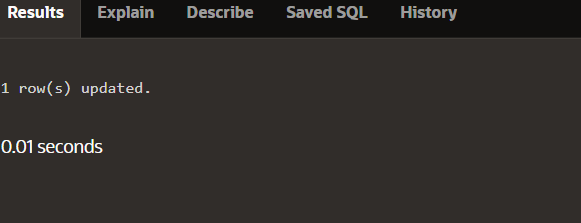 Results Explain Describe Saved SQL History
1 row(s) updated.
0.01 seconds